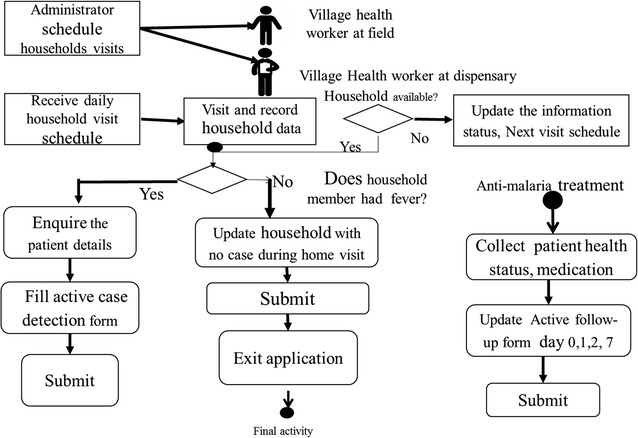 Administrator
schedule
households visits
Village health
worker at field
Village Health worker at dispensary
Receive daily
household visit
schedule
Visit and record
household data
Household available?
Yes
No
Update the information
status, Next visit schedule
Yes
No
Does household
member had fever?
Enquire the
patient details
Fill active case
detection form
Submit
Update household with
no case during home visit
Submit
Exit application
Final activity
Anti-malaria treatment
Collect patient health
status, medication
Update Active follow-
up form day 0,1,2, 7
Submit